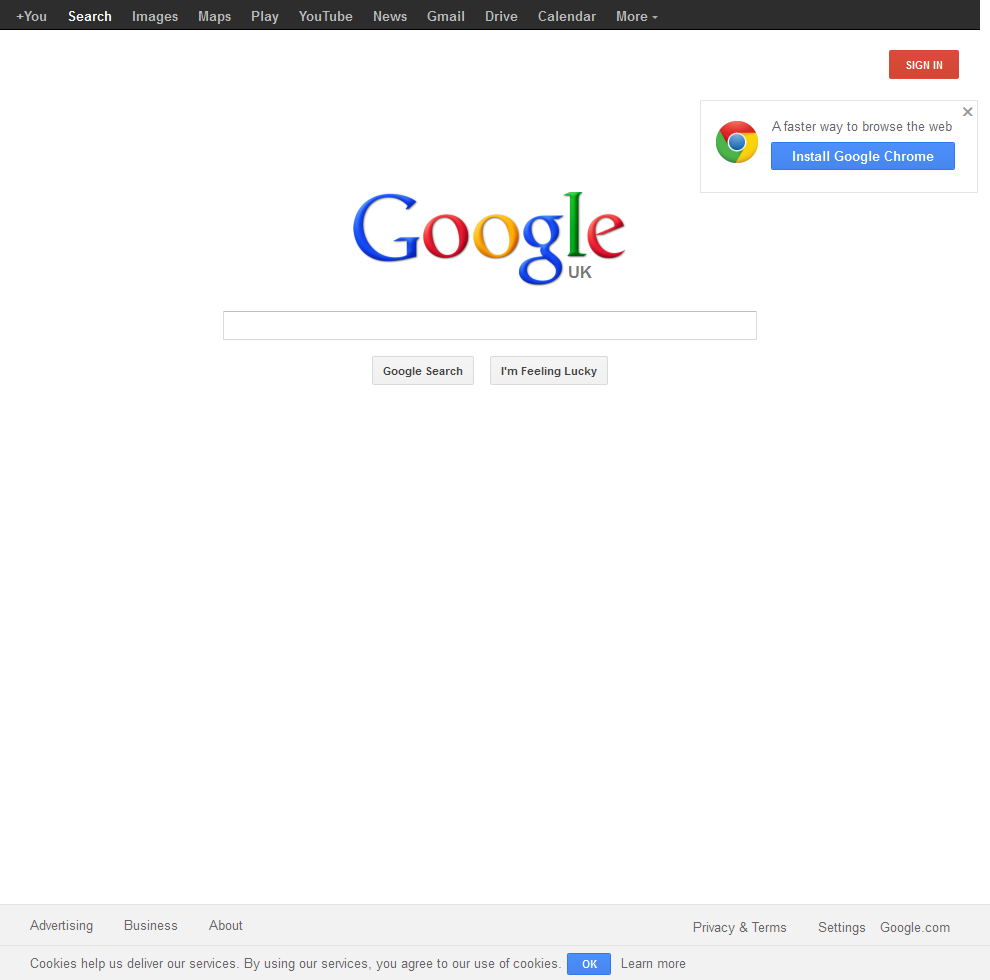 +You Search Images Maps Play YouTube News Gmail Drive Calendar More
SIGN IN
A faster way to browse the web
Install Google Chrome
Google
UK
Google Search I'm Feeling Lucky
Advertising Business About Privacy & Terms Settings Google.com
Cookies help us deliver our services. By using our services, you agree to our use of cookies. OK Learn more